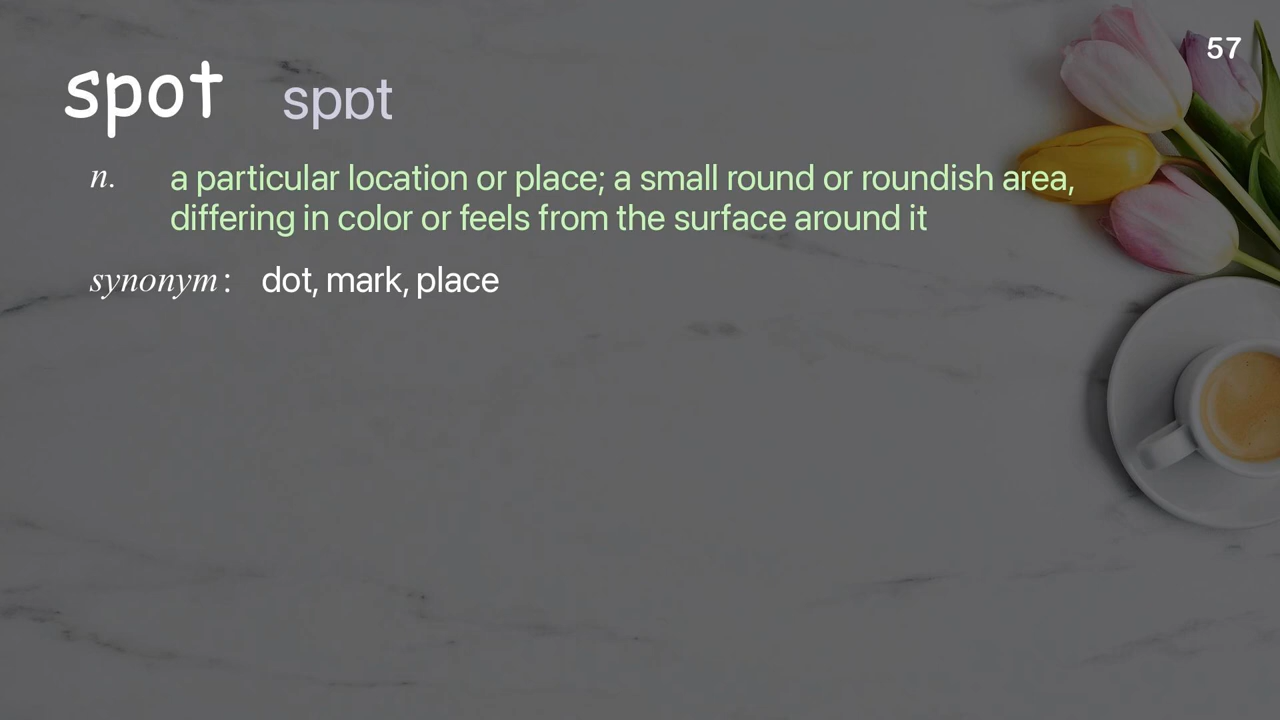 57
spot spɒt
n. a particular location or place; a small round or roundish area,
differing in color or feels from the surface around it
synonym: dot, mark, place